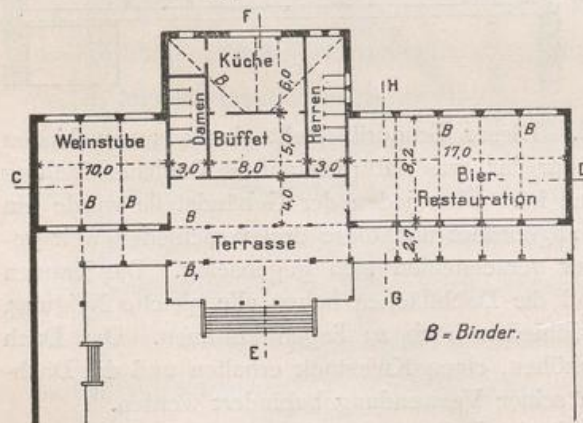 F
Küche
B
6,0
H
Damen
Herren
Weinstube
Büffet
5,0
B
B
10,0
3,0
8,0
3,0
8,2
17,0
C
D
Bier-
Restauration
4,0
B
B
B
Terrasse
2,7
B₁
G
E
B = Binder.